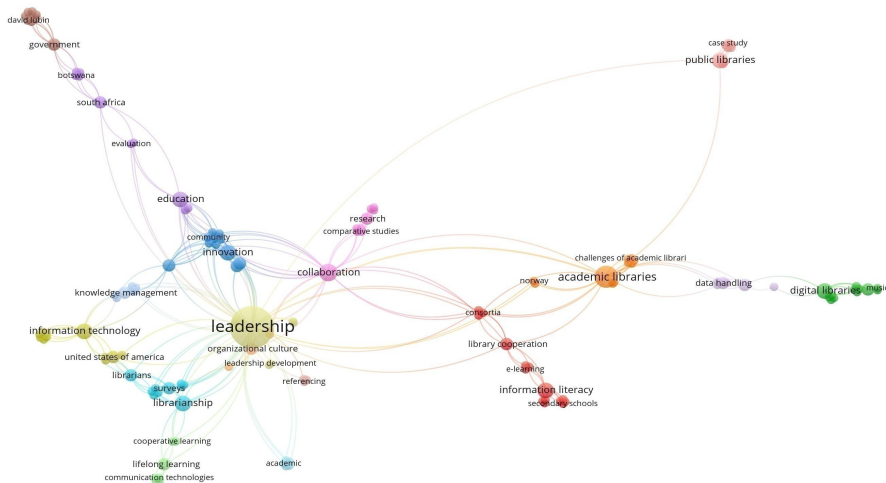 david lubin
government
case study
public libraries
botswana
south africa
evaluation
education
research
comparative studies
community
innovation
challenges of academic librari
collaboration
academic libraries
norway
data handling
digital libraries
music
knowledge management
consortia
leadership
information technology
library cooperation
organizational culture
united states of america
leadership development
e-learning
librarians
referencing
surveys
information literacy
librarianship
secondary schools
cooperative learning
lifelong learning
academic
communication technologies